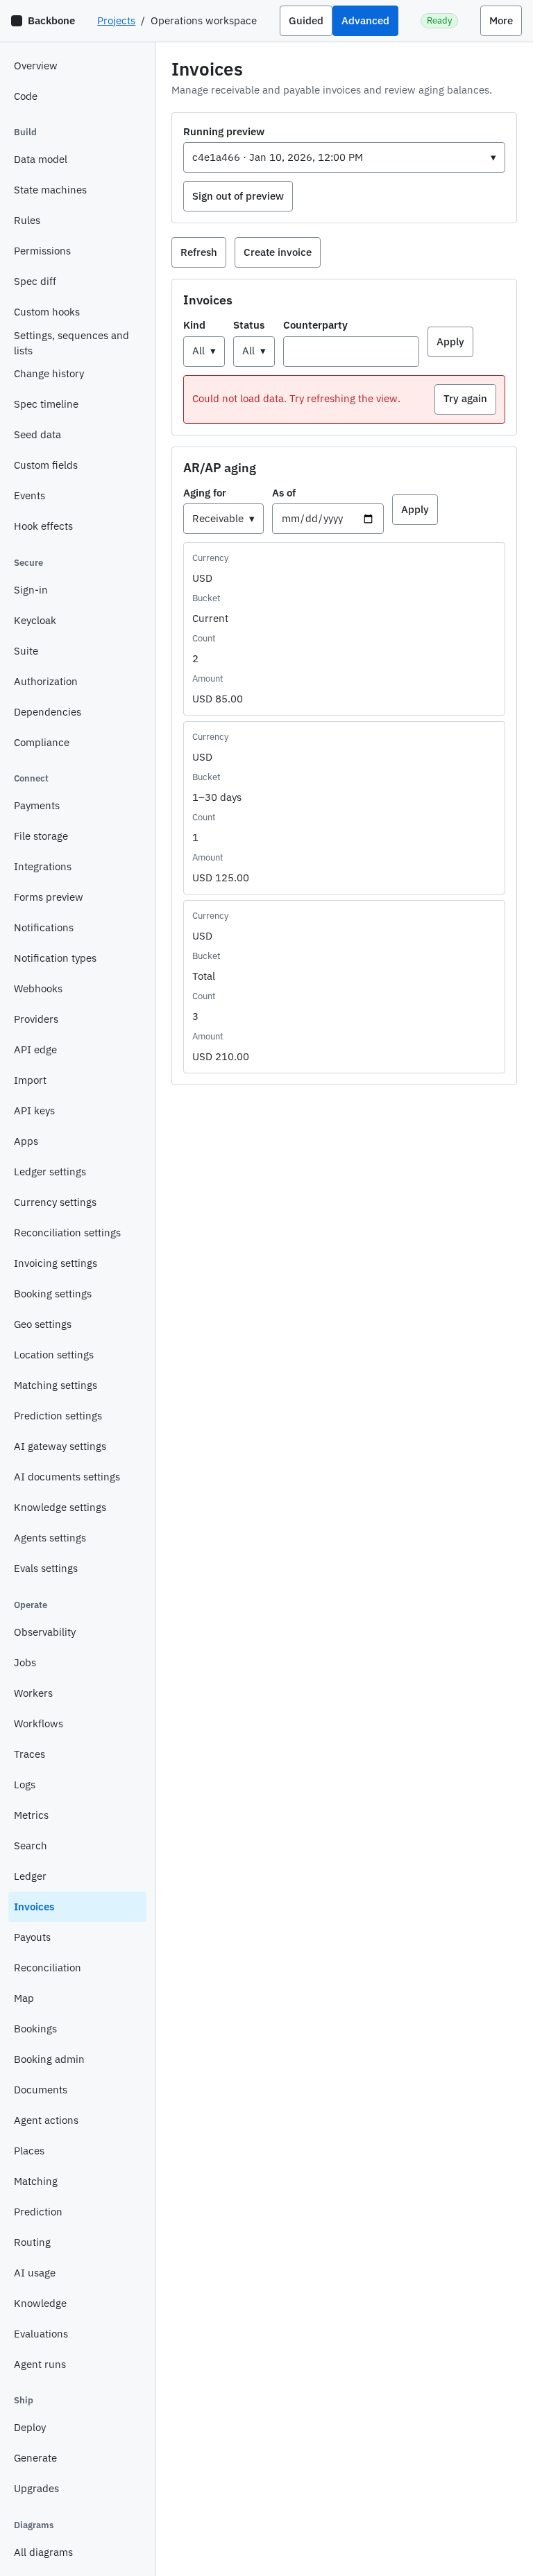 Backbone
Projects / Operations workspace
Guided
Advanced
Ready
More
Overview
Code
Build
Data model
State machines
Rules
Permissions
Spec diff
Custom hooks
Settings, sequences and
lists
Change history
Spec timeline
Seed data
Custom fields
Events
Hook effects
Secure
Sign-in
Keycloak
Suite
Authorization
Dependencies
Compliance
Connect
Payments
File storage
Integrations
Forms preview
Notifications
Notification types
Webhooks
Providers
API edge
Import
API keys
Apps
Ledger settings
Currency settings
Reconciliation settings
Invoicing settings
Booking settings
Geo settings
Location settings
Matching settings
Prediction settings
AI gateway settings
AI documents settings
Knowledge settings
Agents settings
Evals settings
Operate
Observability
Jobs
Workers
Workflows
Traces
Logs
Metrics
Search
Ledger
Invoices
Payouts
Reconciliation
Map
Bookings
Booking admin
Documents
Agent actions
Places
Matching
Prediction
Routing
AI usage
Knowledge
Evaluations
Agent runs
Ship
Deploy
Generate
Upgrades
Diagrams
All diagrams
Invoices
Manage receivable and payable invoices and review aging balances.
Running preview
c4e1a466 · Jan 10, 2026, 12:00 PM
Sign out of preview
Refresh
Create invoice
Invoices
Kind
Status
Counterparty
All
All
Apply
Could not load data. Try refreshing the view.
Try again
AR/AP aging
Aging for
As of
Receivable
mm/dd/yyyy
Apply
Currency
USD
Bucket
Current
Count
2
Amount
USD 85.00
Currency
USD
Bucket
1–30 days
Count
1
Amount
USD 125.00
Currency
USD
Bucket
Total
Count
3
Amount
USD 210.00